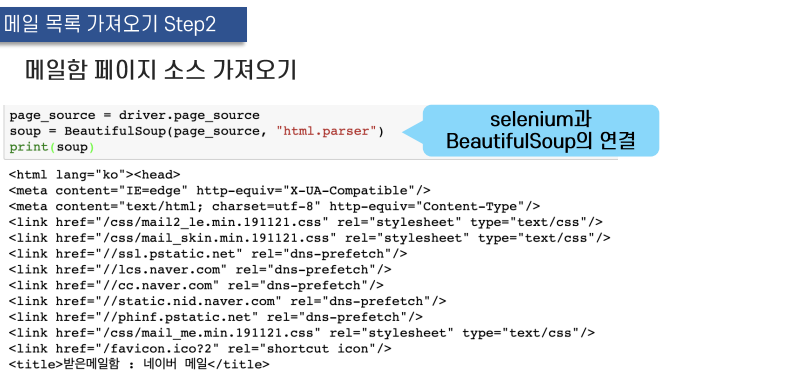 메일 목록 가져오기 Step2
메일함 페이지 소스 가져오기
page_source = driver.page_source
soup = BeautifulSoup(page_source, "html.parser")
print(soup)
selenium과
BeautifulSoup의 연결
<html lang="ko"><head>
<meta content="IE=edge" http-equiv="X-UA-Compatible"/>
<meta content="text/html; charset=utf-8" http-equiv="Content-Type"/>
<link href="/css/mail2_le.min.191121.css" rel="stylesheet" type="text/css"/>
<link href="/css/mail_skin.min.191121.css" rel="stylesheet" type="text/css"/>
<link href="//ssl.pstatic.net" rel="dns-prefetch"/>
<link href="//lcs.naver.com" rel="dns-prefetch"/>
<link href="//cc.naver.com" rel="dns-prefetch"/>
<link href="//static.nid.naver.com" rel="dns-prefetch"/>
<link href="//phinf.pstatic.net" rel="dns-prefetch"/>
<link href="/css/mail_me.min.191121.css" rel="stylesheet" type="text/css"/>
<link href="/favicon.ico?2" rel="shortcut icon"/>
<title>받은메일함 : 네이버 메일</title>